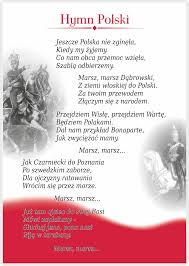 Hymn Polski
Jeszcze Polska nie zginęła,
Kiedy my żyjemy.
Co nam obca przemoc wzięła,
Szablą odbierzemy.
Marsz, marsz, Dąbrowski,
Z ziemi włoskiej do Polski.
Za twoim przewodem
Złączym się z narodem.
Przejdziem Wisłę, przejdziem Wartę,
Będziem Polakami.
Dał nam przykład Bonaparte,
Jak zwyciężać mamy
Marsz, marsz...
Jak Czarnecki do Poznania
Po szwedzkim zaborze,
Dla ojczyzny ratowania
Wrócim się przez morze.
Marsz, marsz...
Już tam ojciec do swej Basi
Mówi zapłakany -
Słuchaj jeno, pono nasi
Biją w tarabany
Marsz, marsz...